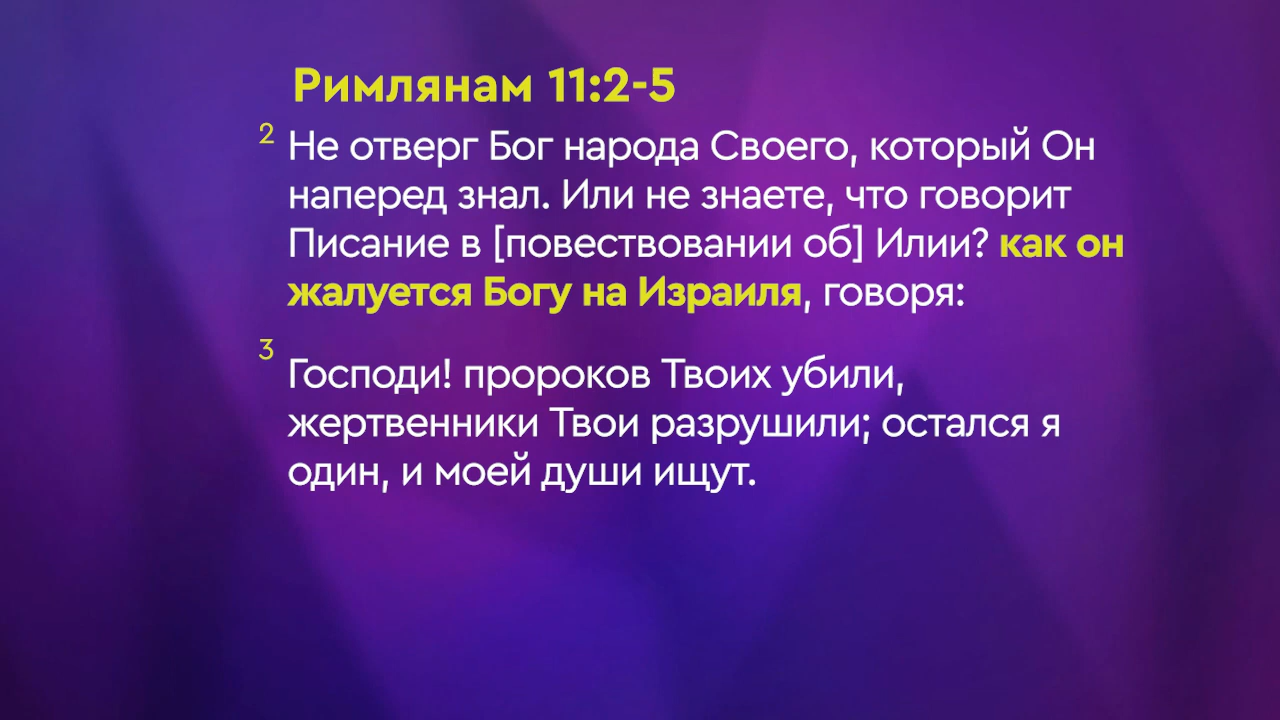 Римлянам 11:2-5
2 Не отверг Бог народа Своего, который Он
наперед знал. Или не знаете, что говорит
Писание в [повествовании об] Илии? как он
жалуется Богу на Израиля, говоря:
3 Господи! пророков Твоих убили,
жертвенники Твои разрушили; остался я
один, и моей души ищут.